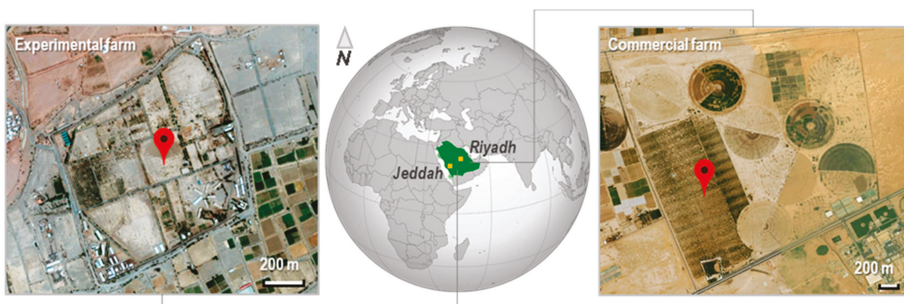 Experimental farm
200 m
N
Riyadh
Jeddah
Commercial farm
200 m